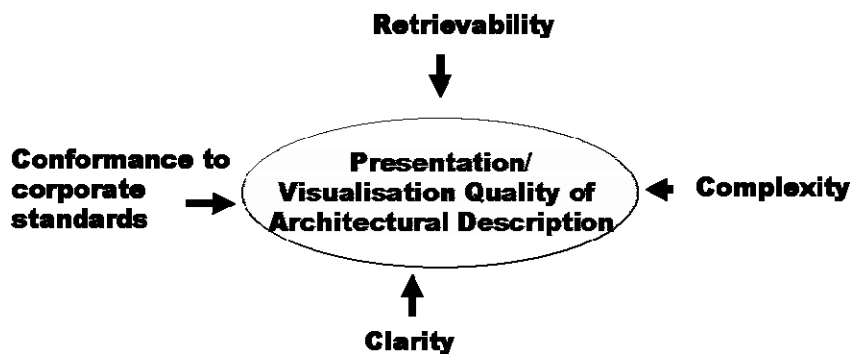 Retrievability
Conformance to
corporate
standards
Presentation/
Visualisation Quality of
Architectural Description
Complexity
Clarity